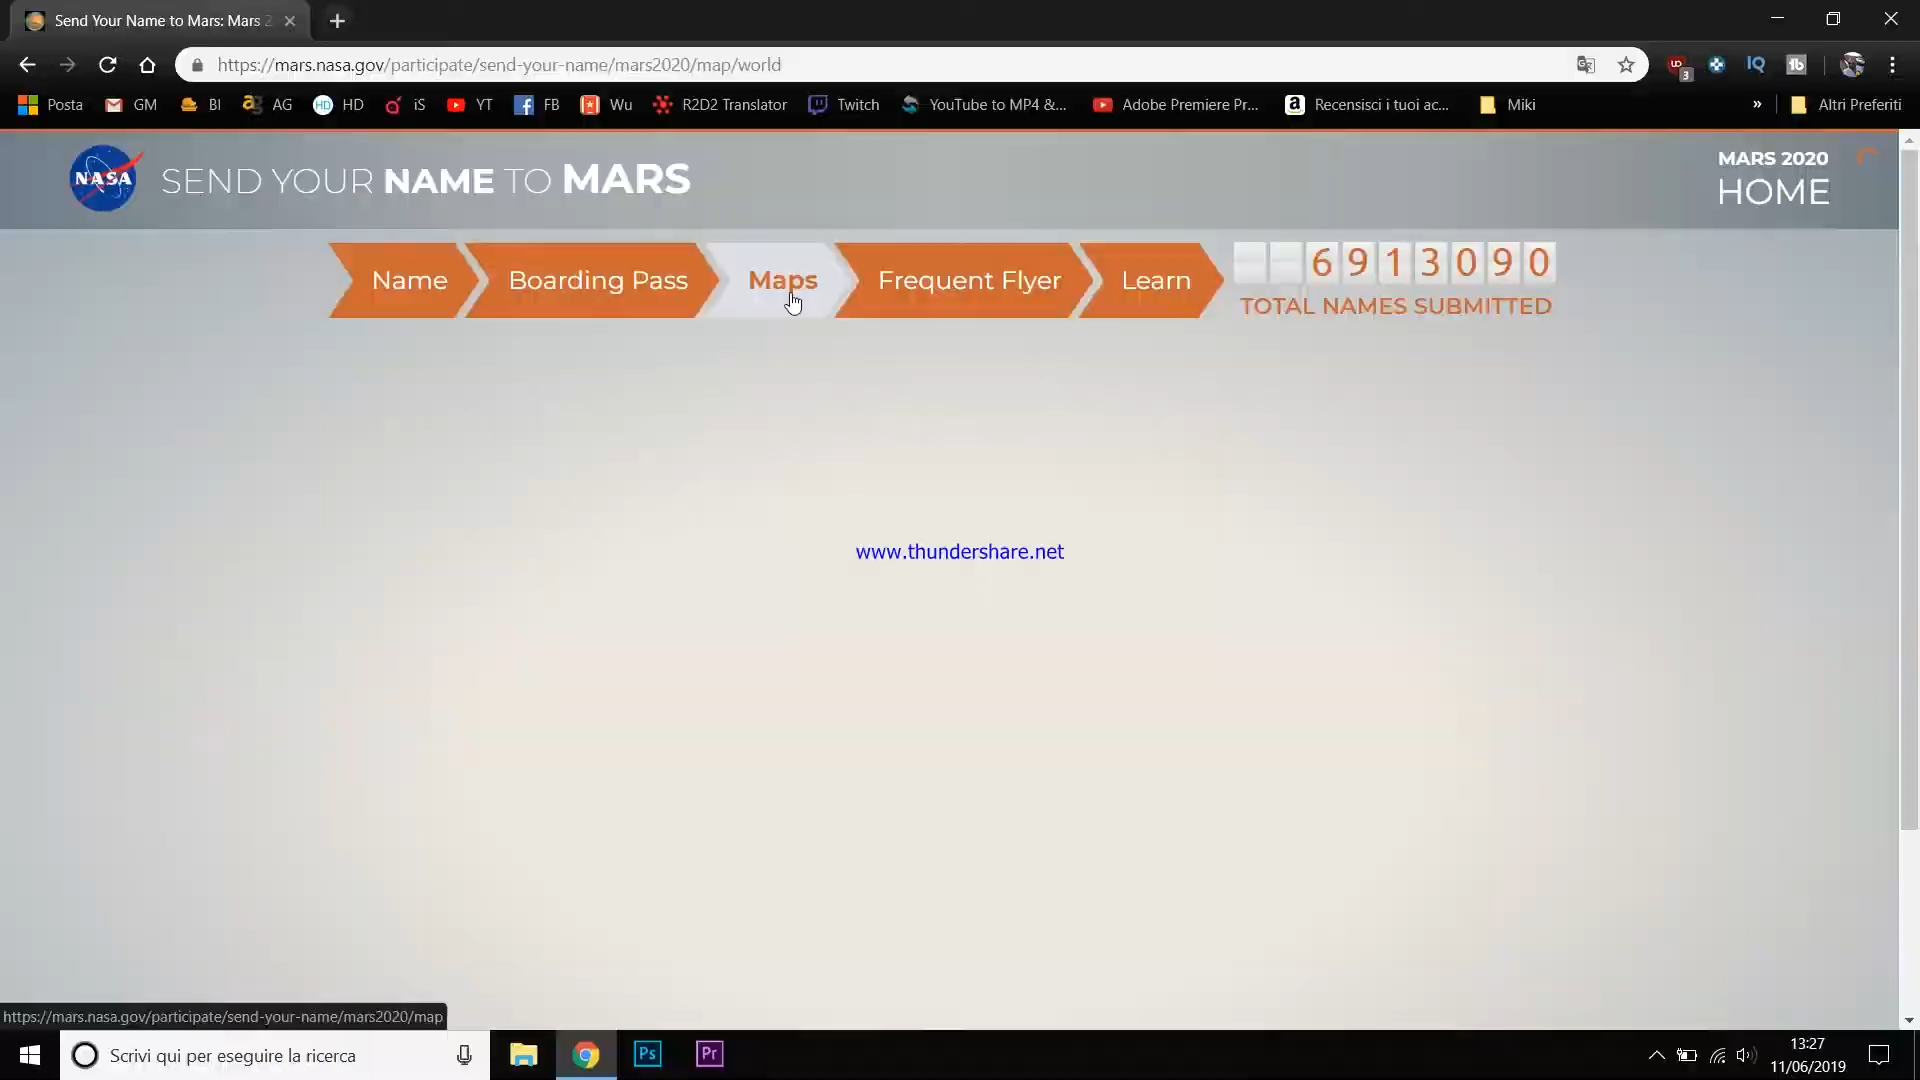 Send Your Name to Mars: Mars 2
https://mars.nasa.gov/participate/send-your-name/mars2020/map/world
3
IQ
Posta
GM
BI
AG
HD HD
iS
YT
FB
Wu
R2D2 Translator
Twitch
YouTube to MP4 &...
Adobe Premiere Pr...
Recensisci i tuoi ac...
Miki
»
Altri Preferiti
NASA
SEND YOUR NAME TO MARS
MARS 2020
HOME
Name
Boarding Pass
Maps
Frequent Flyer
Learn
6913090
TOTAL NAMES SUBMITTED
www.thundershare.net
https://mars.nasa.gov/participate/send-your-name/mars2020/map
Scrivi qui per eseguire la ricerca
Ps
Pr
13:27
11/06/2019